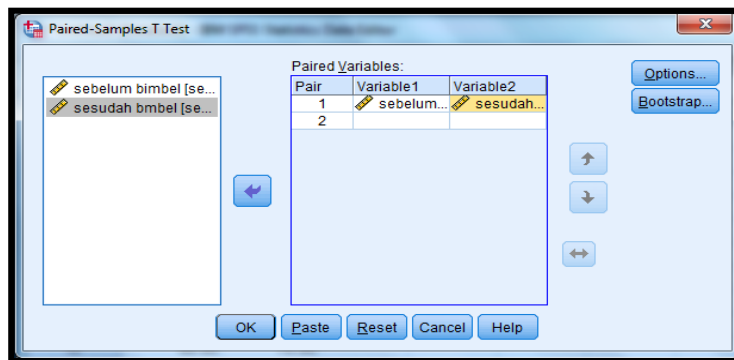 Paired-Samples T Test
sebelum bimbel [se...
sesudah bmbel [se...
Paired Variables:
Pair Variable1 Variable2
1 sebelum... sesudah...
2
Options...
Bootstrap...
OK Paste Reset Cancel Help